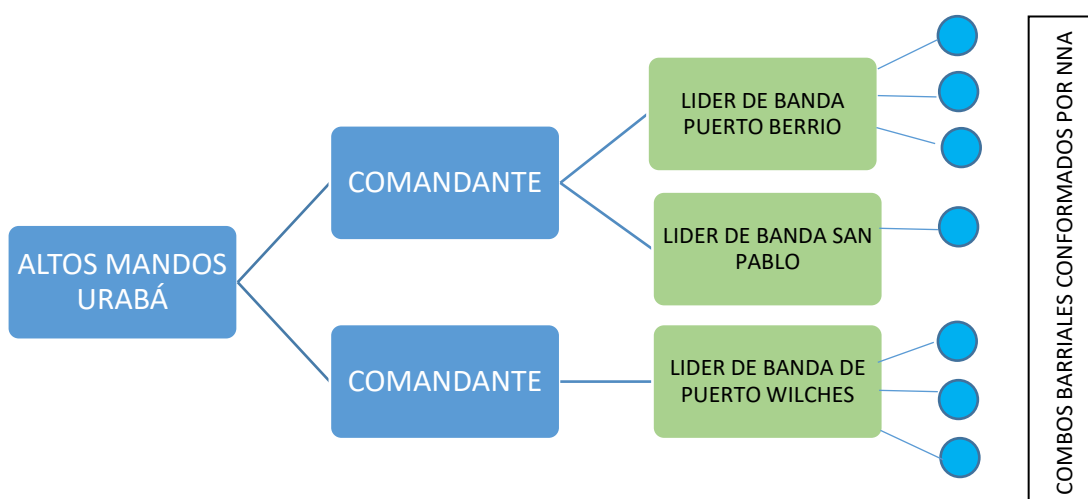 ALTOS MANDOS
URABÁ
COMANDANTE
COMANDANTE
LIDER DE BANDA
PUERTO BERRIO
LIDER DE BANDA SAN
PABLO
LIDER DE BANDA DE
PUERTO WILCHES
COMBOS BARRIALES CONFORMADOS POR NNA